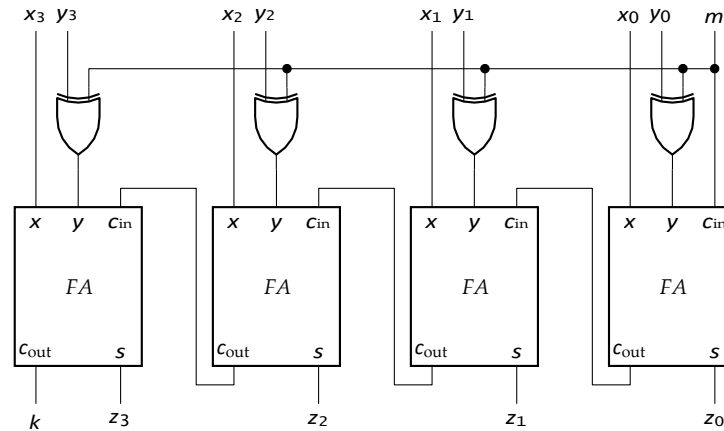 x3 y3 x2 y2 x1 y1 x0 y0 m
x y cin x y cin x y cin x y cin
FA FA FA FA
cout s cout s cout s cout s
k z3 z2 z1 z0